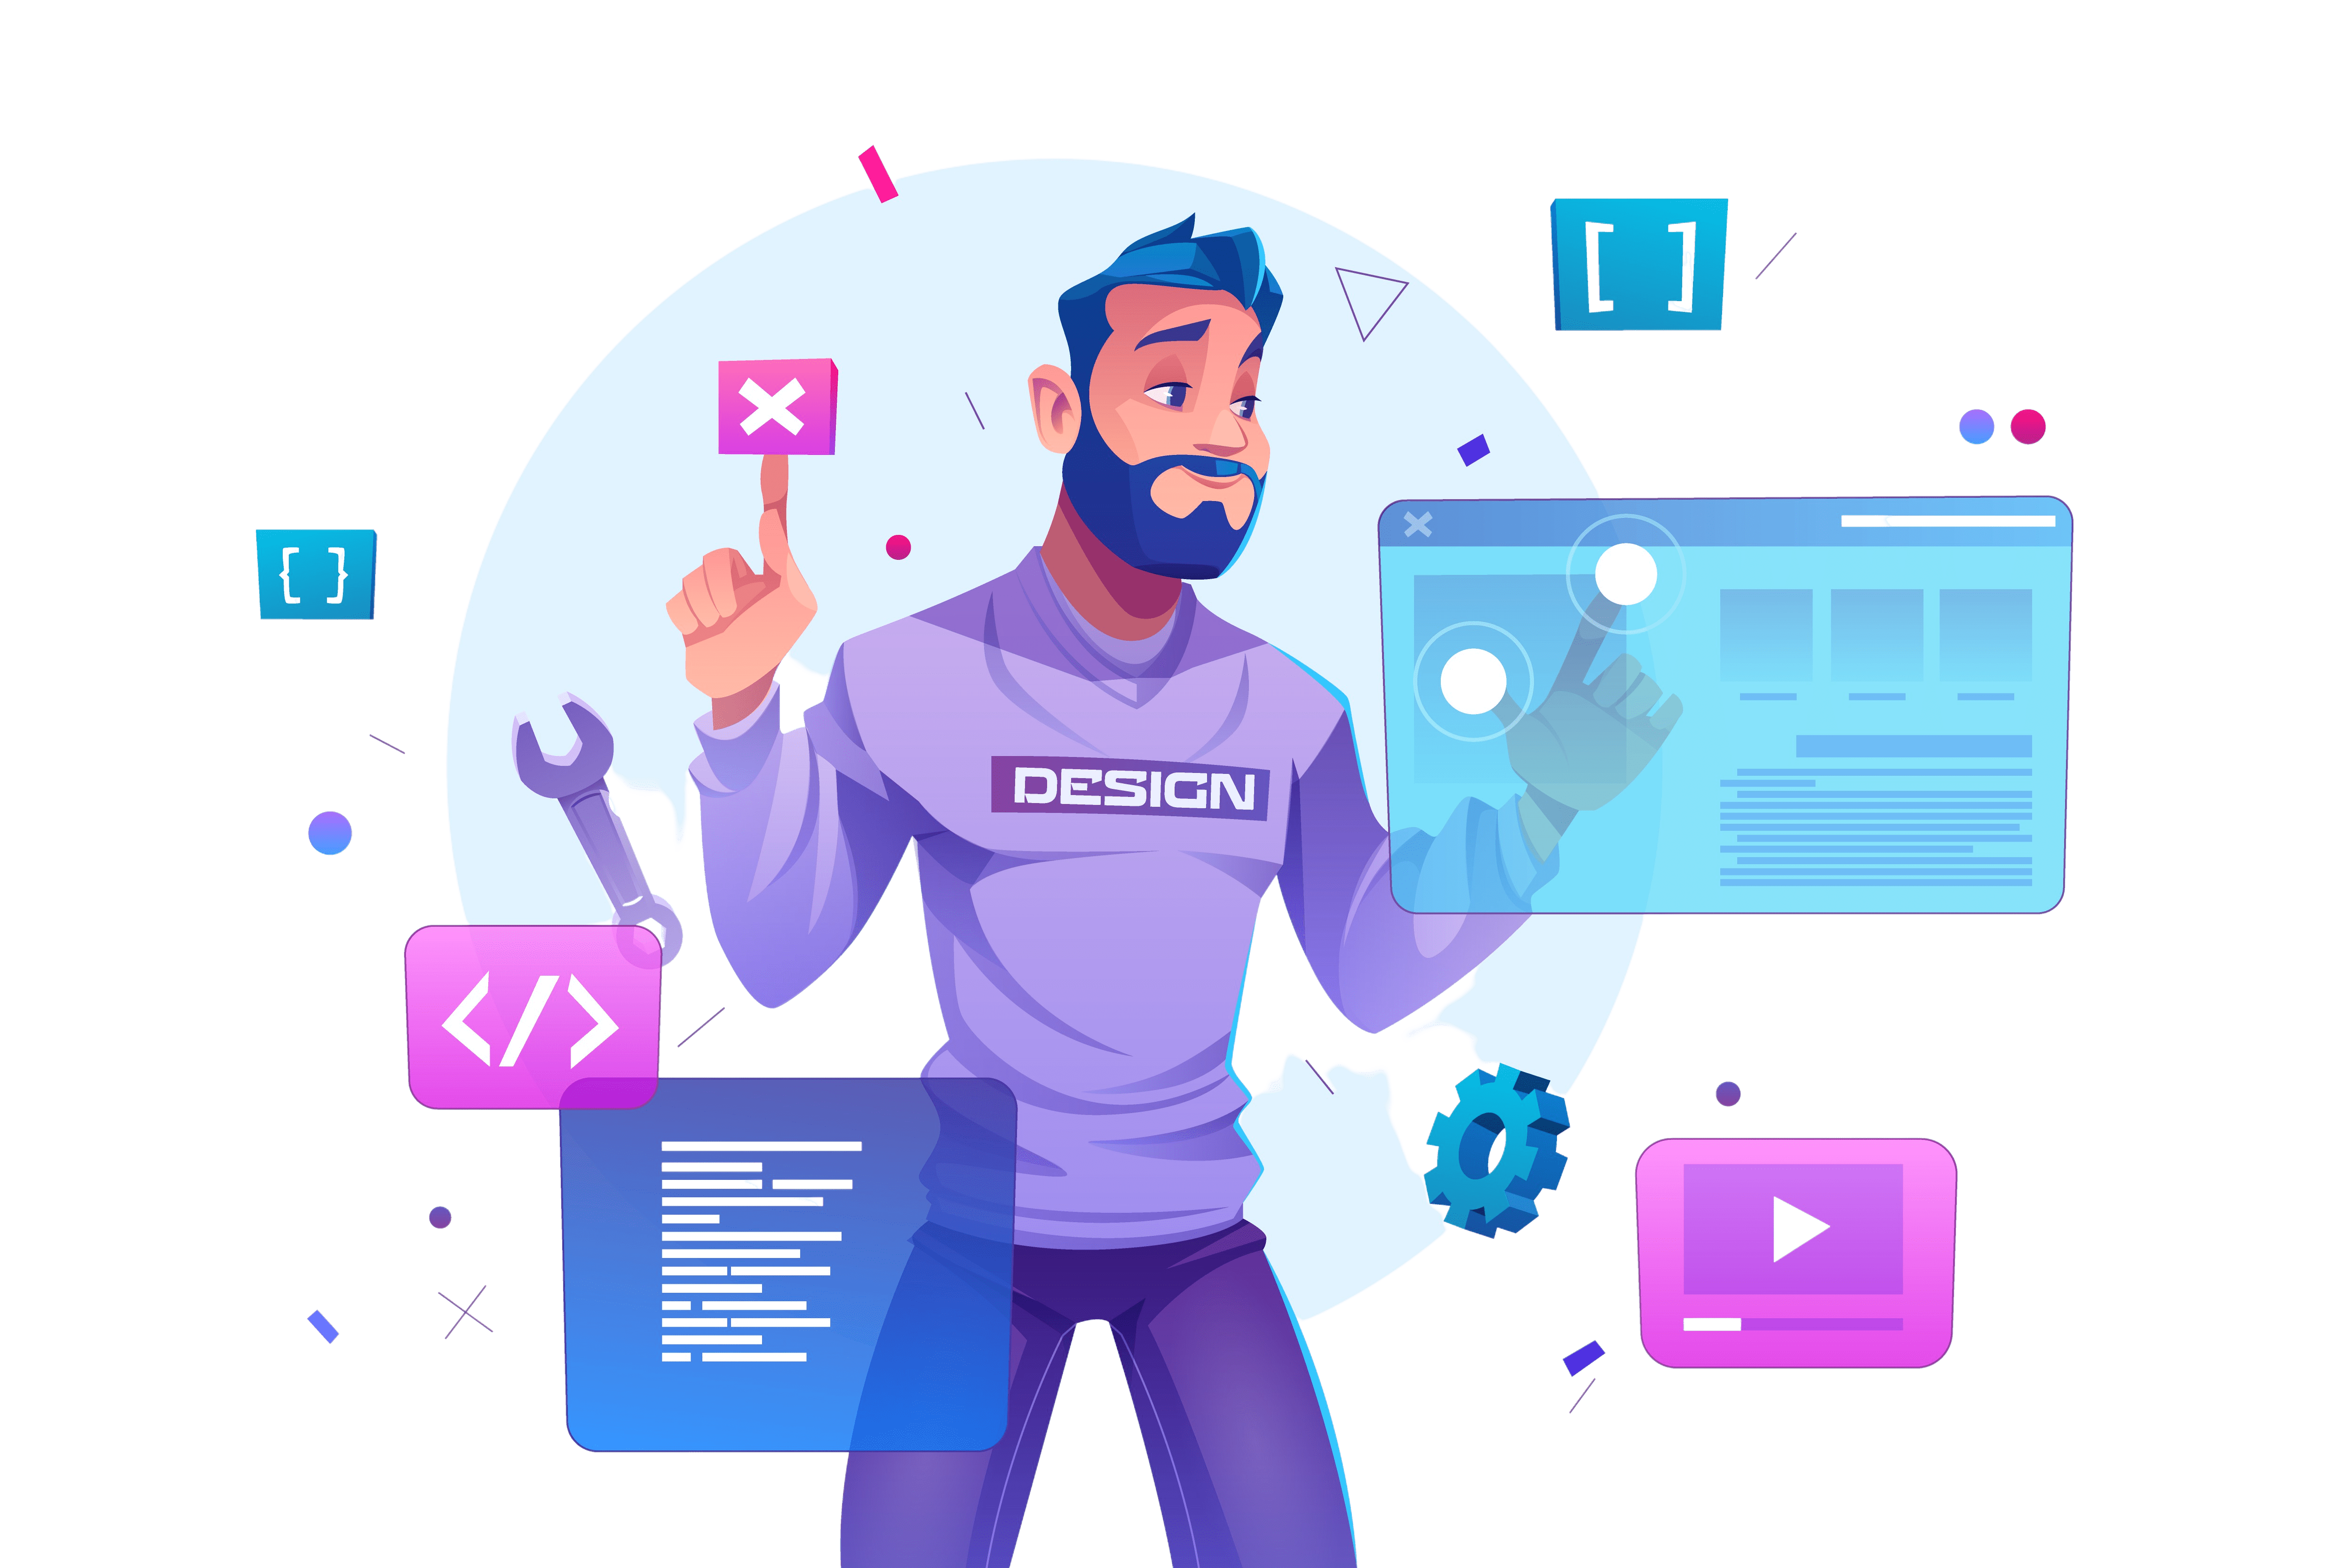 [ ]
{ }
</>
DESIGN